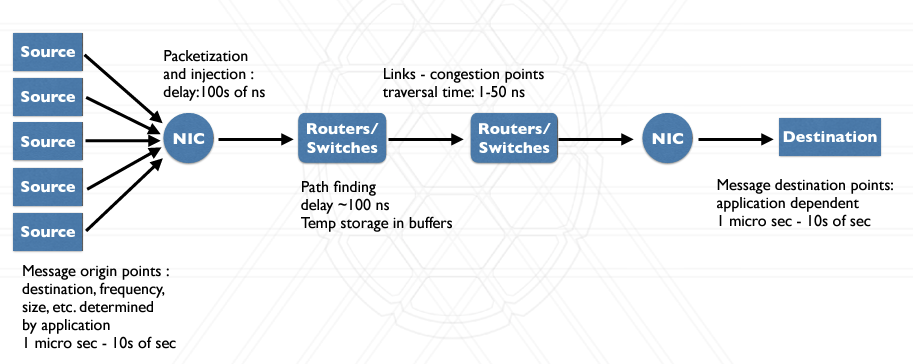 Source
Source
Source
Source
Source
Packetization
and injection :
delay:100s of ns
NIC
Links - congestion points
traversal time: 1-50 ns
Routers/
Switches
Routers/
Switches
NIC
Destination
Path finding
delay ~100 ns
Temp storage in buffers
Message destination points:
application dependent
1 micro sec - 10s of sec
Message origin points :
destination, frequency,
size, etc. determined
by application
1 micro sec - 10s of sec